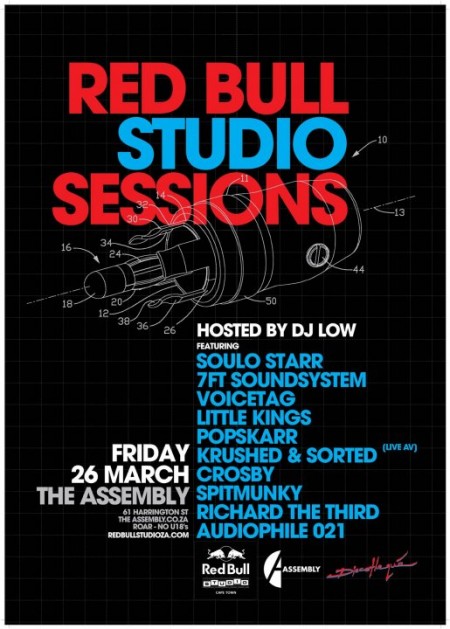 RED BULL
STUDIO
SESSIONS
10
11
14
32
30
13
34
24
16
44
18
20
12
38
36
26
50
HOSTED BY DJ LOW
FEATURING
SOULO STARR
7FT SOUNDSYSTEM
VOICETAG
LITTLE KINGS
POPSKARR
KRUSHED & SORTED (LIVE AV)
CROSBY
SPITMUNKY
RICHARD THE THIRD
AUDIOPHILE 021
FRIDAY
26 MARCH
THE ASSEMBLY
61 HARRINGTON ST
THE ASSEMBLY.CO.ZA
ROAR - NO U18's
REDBULLSTUDIOZA.COM
Red Bull
STUDIO
CAPE TOWN
ASSEMBLY
Discoteque